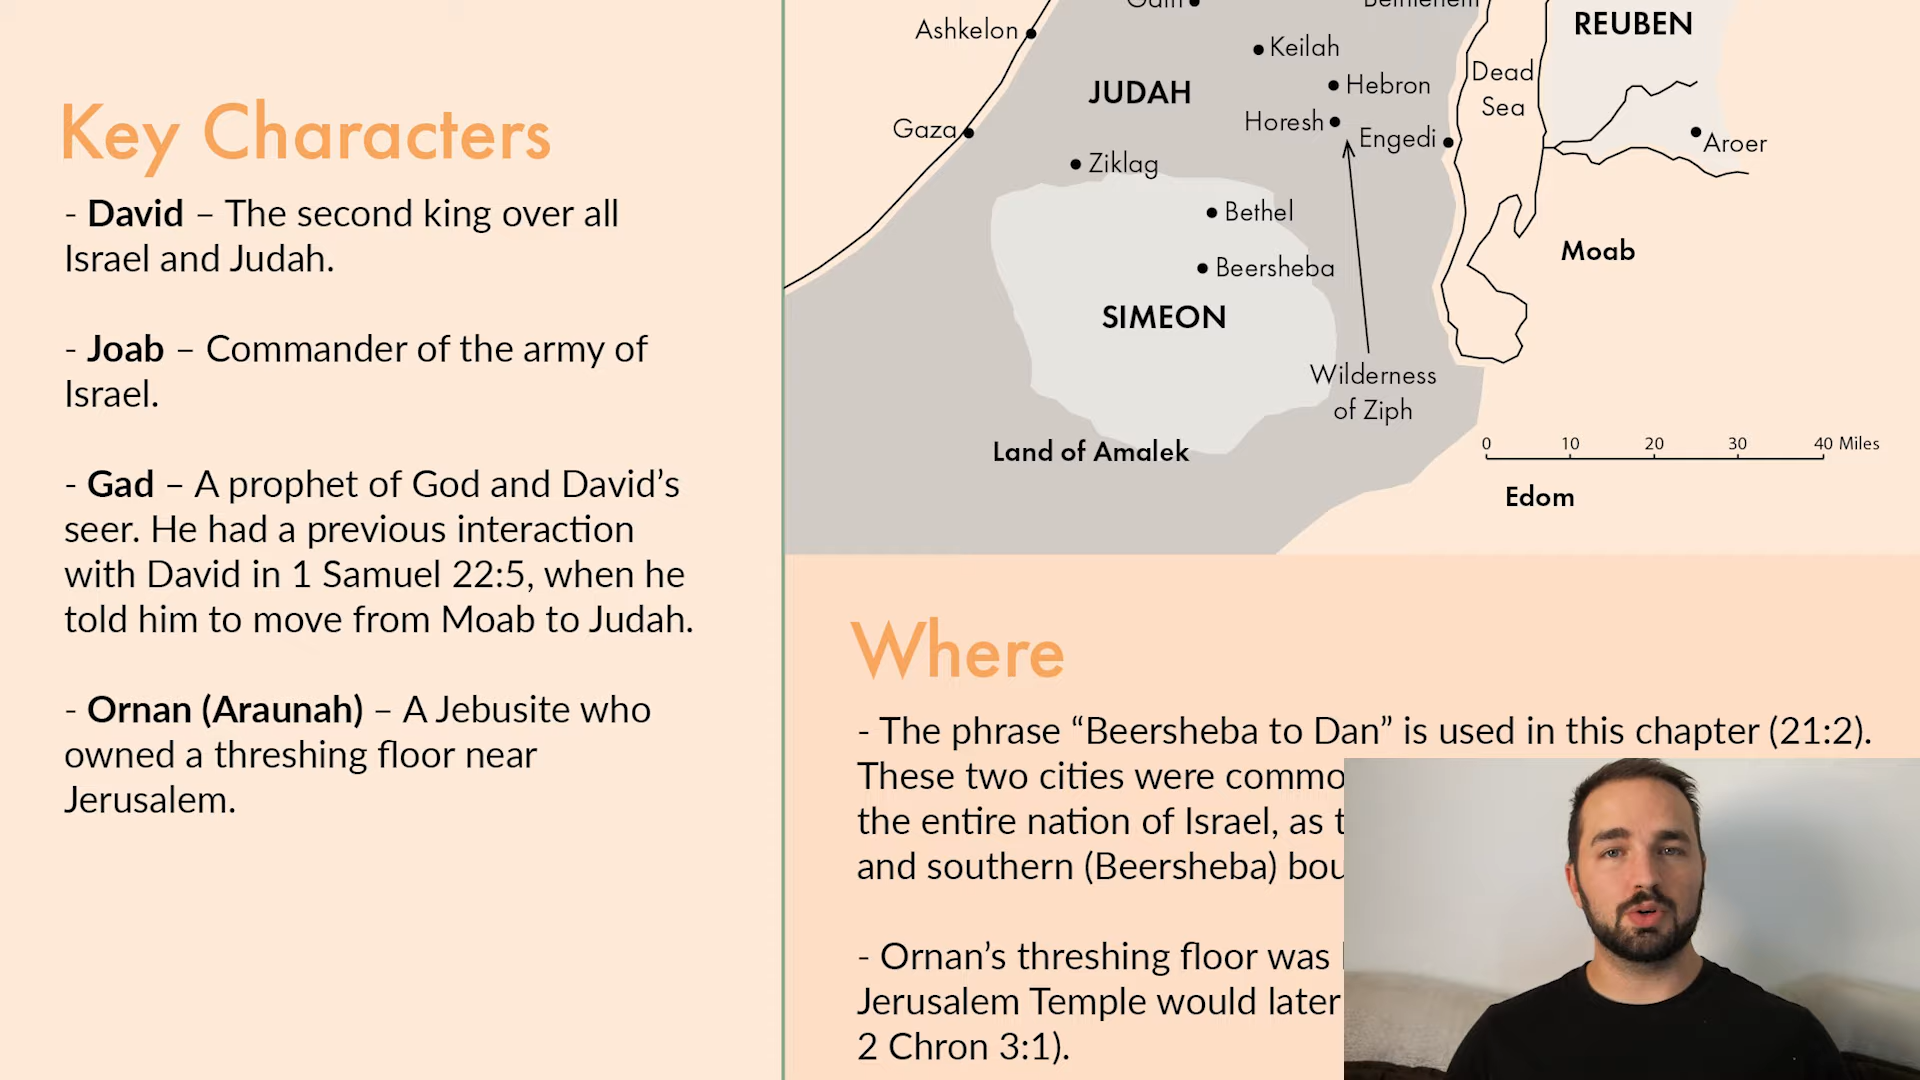 Key Characters
- David – The second king over all
Israel and Judah.
- Joab – Commander of the army of
Israel.
- Gad – A prophet of God and David’s
seer. He had a previous interaction
with David in 1 Samuel 22:5, when he
told him to move from Moab to Judah.
- Ornan (Araunah) – A Jebusite who
owned a threshing floor near
Jerusalem.
Ashkelon
Keilah
REUBEN
JUDAH
Hebron
Dead
Sea
Gaza
Horesh
Engedi
Aroer
Ziklag
Bethel
Moab
Beersheba
SIMEON
Wilderness
of Ziph
Land of Amalek
0 10 20 30 40 Miles
Edom
Where
- The phrase “Beersheba to Dan” is used in this chapter (21:2).
These two cities were
the entire nation of Israel, as
and southern (Beersheba)
- Ornan’s threshing floor was
Jerusalem Temple would later
2 Chron 3:1).